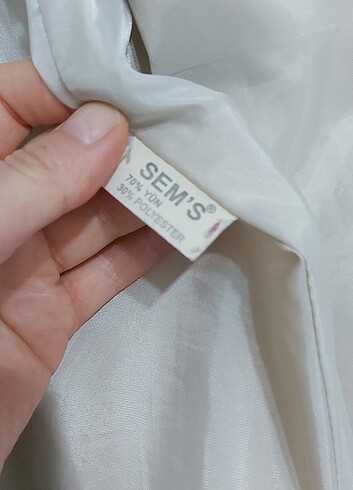 SEM'S®
70% YÜN
30% POLYESTER